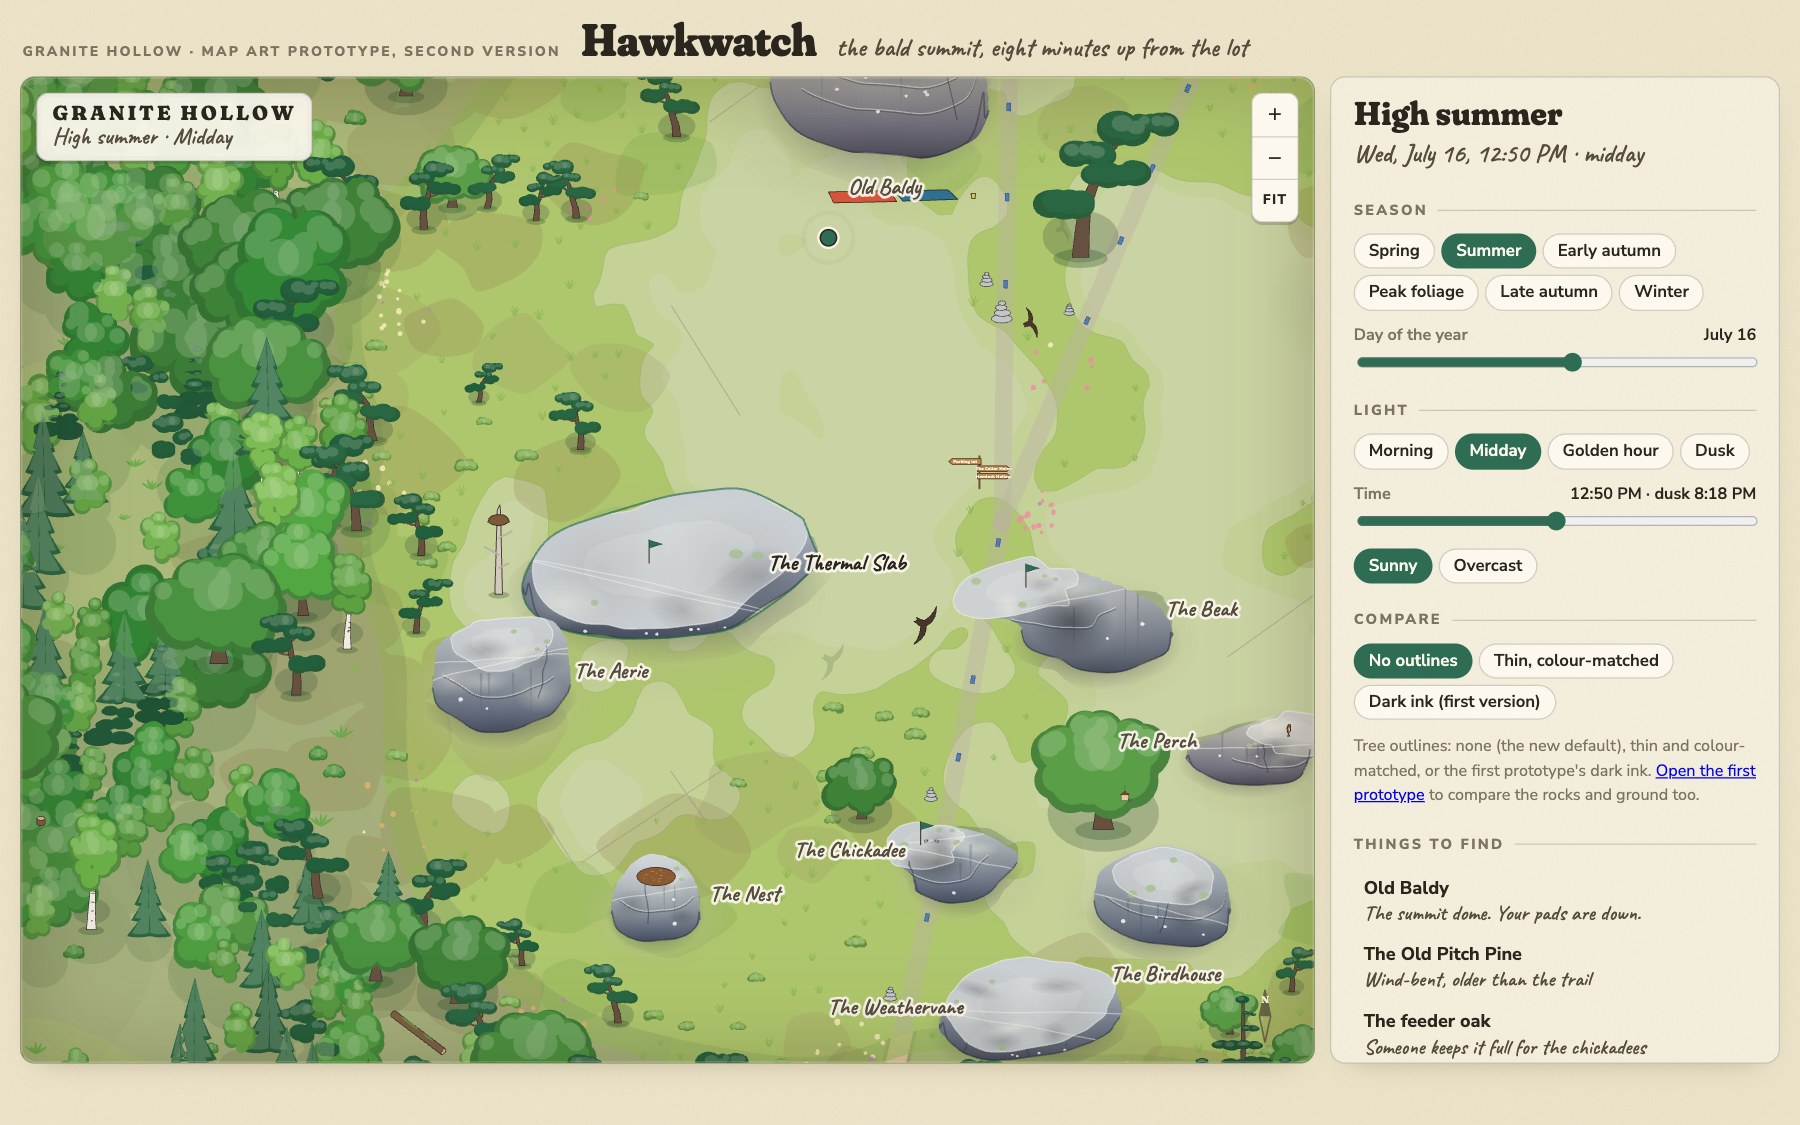 GRANITE HOLLOW · MAP ART PROTOTYPE, SECOND VERSION
Hawkwatch
the bald summit, eight minutes up from the lot
GRANITE HOLLOW
High summer · Midday
+
−
FIT
Old Baldy
The Thermal Slab
The Beak
The Aerie
The Perch
The Chickadee
The Nest
The Birdhouse
The Weathervane
N
High summer
Wed, July 16, 12:50 PM · midday
SEASON
Spring
Summer
Early autumn
Peak foliage
Late autumn
Winter
Day of the year
July 16
LIGHT
Morning
Midday
Golden hour
Dusk
Time
12:50 PM · dusk 8:18 PM
Sunny
Overcast
COMPARE
No outlines
Thin, colour-matched
Dark ink (first version)
Tree outlines: none (the new default), thin and colour-
matched, or the first prototype's dark ink. Open the first
prototype to compare the rocks and ground too.
THINGS TO FIND
Old Baldy
The summit dome. Your pads are down.
The Old Pitch Pine
Wind-bent, older than the trail
The feeder oak
Someone keeps it full for the chickadees